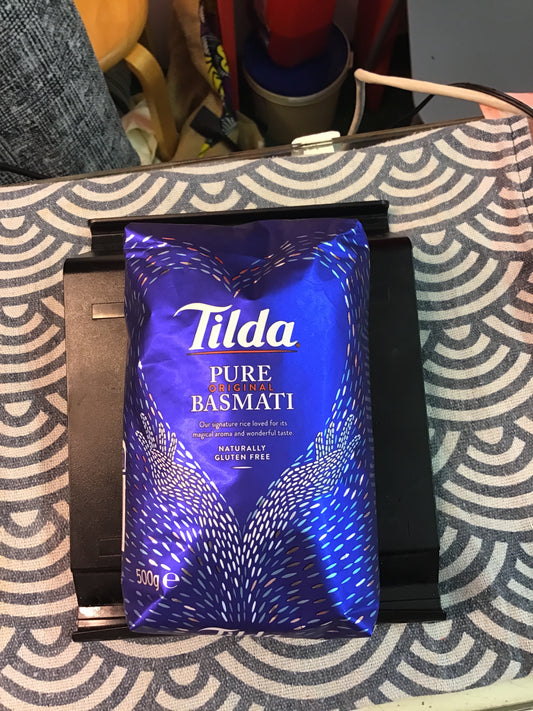 Tilda
PURE
ORIGINAL
BASMATI
Our signature rice loved for its
magical aroma and wonderful taste.
NATURALLY
GLUTEN FREE
500g e